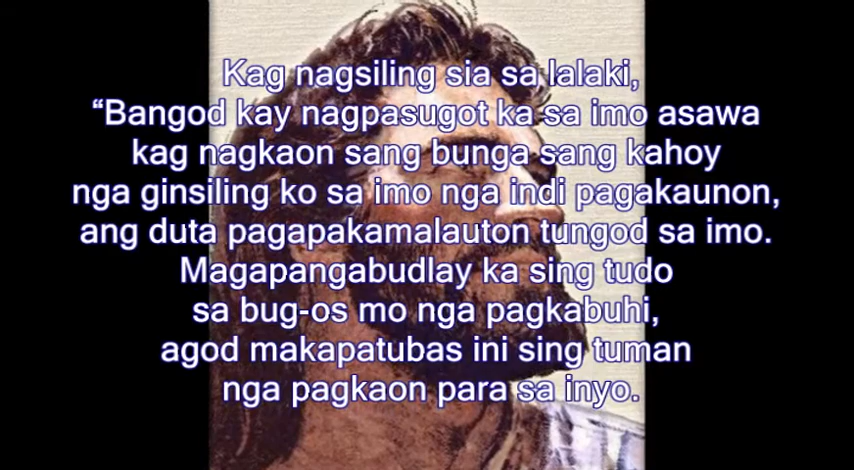 Kag nagsiling sia sa lalaki,
“Bangod kay nagpasugot ka sa imo asawa
kag nagkaon sang bunga sang kahoy
nga ginsiling ko sa imo nga indi pagakaunon,
ang duta pagapakamalauton tungod sa imo.
Magapangabudlay ka sing tudo
sa bug-os mo nga pagkabuhi,
agod makapatubas ini sing tuman
nga pagkaon para sa inyo.